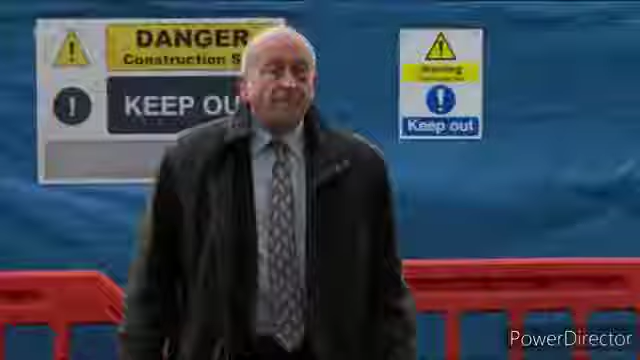 DANGER
Construction S
KEEP OU
Warning
Keep out
PowerDirector